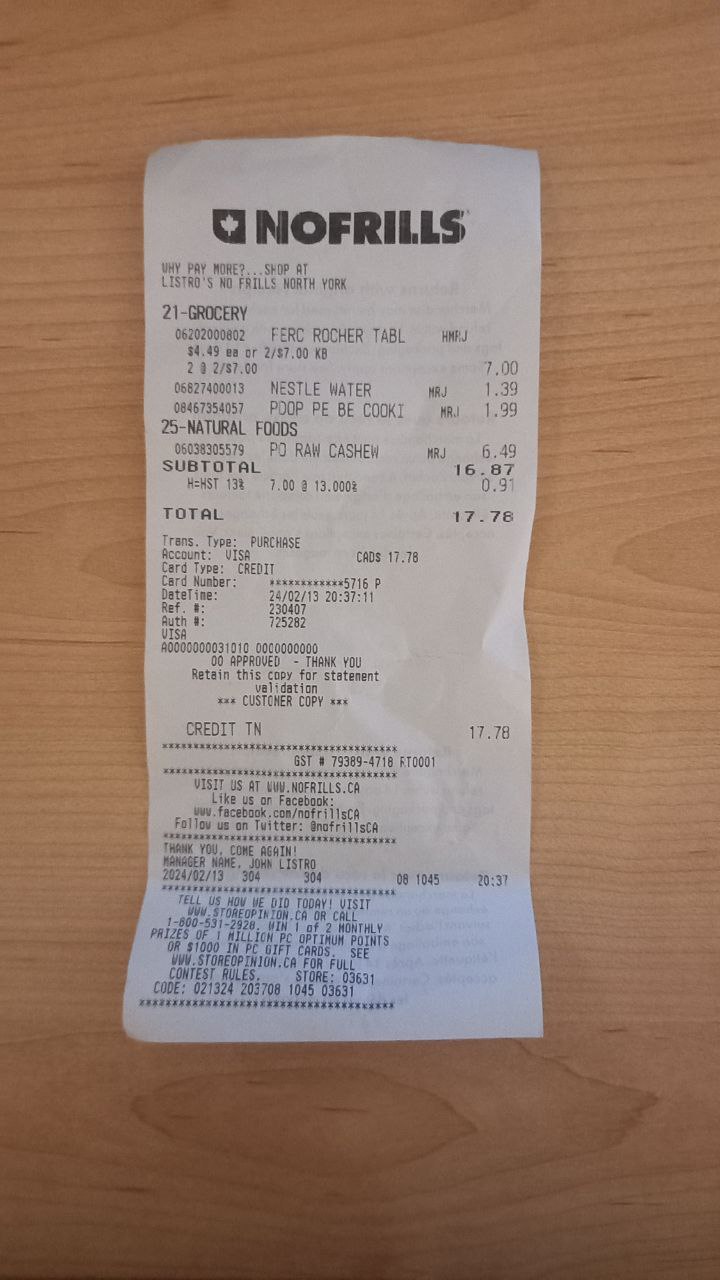 NOFRILLS
WHY PAY MORE?...SHOP AT
LISTRO'S NO FRILLS NORTH YORK
21-GROCERY
06202000802 FERC ROCHER TABL HMRJ
$4.49 ea or 2/$7.00 KB
2 @ 2/$7.00 7.00
06827400013 NESTLE WATER MRJ 1.39
08467354057 PDOP PE BE COOKI MRJ 1.99
25-NATURAL FOODS
06038305579 PO RAW CASHEW MRJ 6.49
SUBTOTAL 16.87
H=HST 13% 7.00 @ 13.000% 0.91
TOTAL 17.78
Trans. Type: PURCHASE
Account: VISA CAD$ 17.78
Card Type: CREDIT
Card Number: ************5716 P
DateTime: 24/02/13 20:37:11
Ref. #: 230407
Auth #: 725282
VISA
A0000000031010 0000000000
00 APPROVED - THANK YOU
Retain this copy for statement
validation
*** CUSTOMER COPY ***
CREDIT TN 17.78
************************************
GST # 79389-4718 RT0001
************************************
VISIT US AT WWW.NOFRILLS.CA
Like us on Facebook:
www.facebook.com/nofrillsCA
Follow us on Twitter: @nofrillsCA
************************************
THANK YOU, COME AGAIN!
MANAGER NAME, JOHN LISTRO
2024/02/13 304 304 08 1045 20:37
************************************
TELL US HOW WE DID TODAY! VISIT
WWW.STOREOPINION.CA OR CALL
1-800-531-2928. WIN 1 of 2 MONTHLY
PRIZES OF 1 MILLION PC OPTIMUM POINTS
OR $1000 IN PC GIFT CARDS. SEE
WWW.STOREOPINION.CA FOR FULL
CONTEST RULES. STORE: 03631
CODE: 021324 203708 1045 03631
************************************